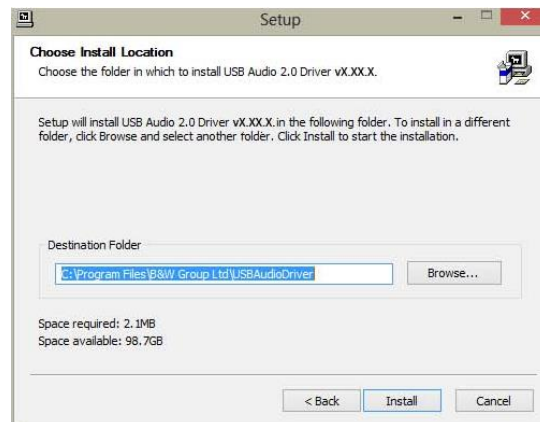 Setup
Choose Install Location
Choose the folder in which to install USB Audio 2.0 Driver vX.XX.X.
Setup will install USB Audio 2.0 Driver vX.XX.X.in the following folder. To install in a different
folder, click Browse and select another folder. Click Install to start the installation.
Destination Folder
C:\Program Files\B&W Group Ltd\USBAudioDriver
Browse...
Space required: 2.1MB
Space available: 98.7GB
< Back Install Cancel